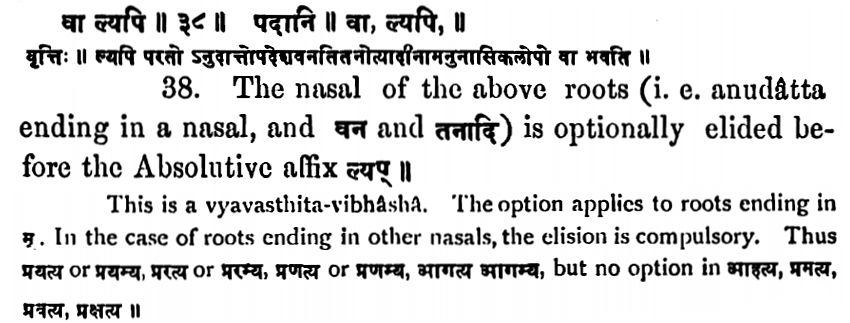 वा ल्यपि ॥ ३८ ॥ पदानि ॥ वा, ल्यपि, ॥
वृत्तिः ॥ ल्यपि परतो ऽनुदात्तोपदेशवनतितनोत्यादीनामनुनासिकलोपो वा भवति ॥
38. The nasal of the above roots (i. e. anudâtta
ending in a nasal, and वन and तनादि) is optionally elided be-
fore the Absolutive affix ल्यप् ॥
This is a vyavasthita-vibhâshâ. The option applies to roots ending in
म्. In the case of roots ending in other nasals, the elision is compulsory. Thus
प्रयत्य or प्रयम्य, प्ररत्य or प्ररम्य, प्रणत्य or प्रणम्य, आगत्य आगम्य, but no option in आहत्य, प्रमत्य,
प्रवत्य, प्रक्षत्य ॥